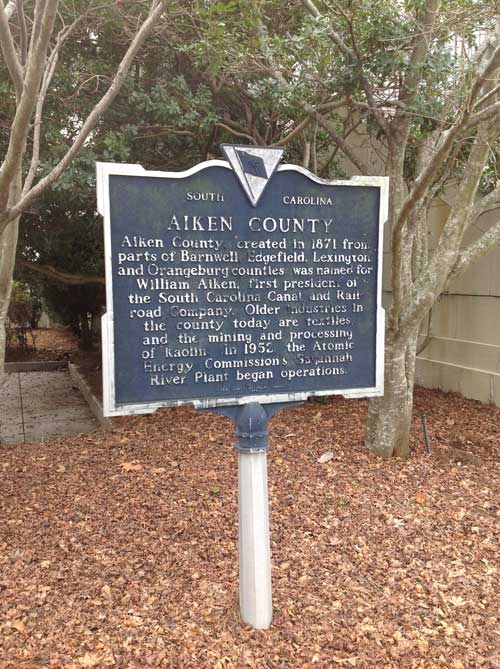 SOUTH CAROLINA
AIKEN COUNTY
Aiken County, created in 1871 from
parts of Barnwell, Edgefield, Lexington
and Orangeburg counties was named for
William Aiken, first president of
the South Carolina Canal and Rail-
road Company. Older industries in
the county today are textiles
and the mining and processing
of kaolin. In 1952, the Atomic
Energy Commission's Savannah
River Plant began operations.